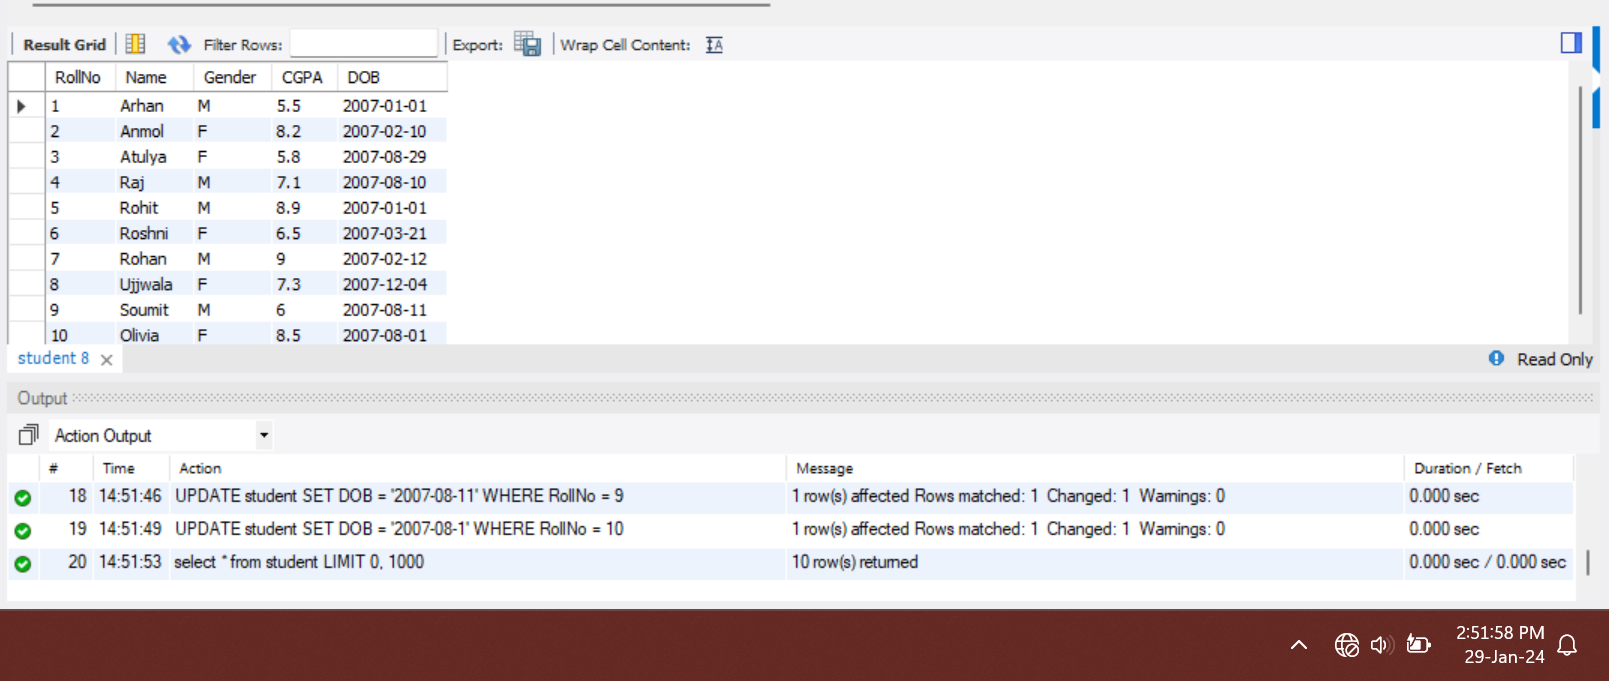 Result Grid Filter Rows: Export: Wrap Cell Content: IA
RollNo Name Gender CGPA DOB
1 Arhan M 5.5 2007-01-01
2 Anmol F 8.2 2007-02-10
3 Atulya F 5.8 2007-08-29
4 Raj M 7.1 2007-08-10
5 Rohit M 8.9 2007-01-01
6 Roshni F 6.5 2007-03-21
7 Rohan M 9 2007-02-12
8 Ujjwala F 7.3 2007-12-04
9 Soumit M 6 2007-08-11
10 Olivia F 8.5 2007-08-01
student 8 Read Only
Output
Action Output
# Time Action Message Duration / Fetch
18 14:51:46 UPDATE student SET DOB = '2007-08-11' WHERE RollNo = 9 1 row(s) affected Rows matched: 1 Changed: 1 Warnings: 0 0.000 sec
19 14:51:49 UPDATE student SET DOB = '2007-08-1' WHERE RollNo = 10 1 row(s) affected Rows matched: 1 Changed: 1 Warnings: 0 0.000 sec
20 14:51:53 select * from student LIMIT 0, 1000 10 row(s) returned 0.000 sec / 0.000 sec
2:51:58 PM
29-Jan-24